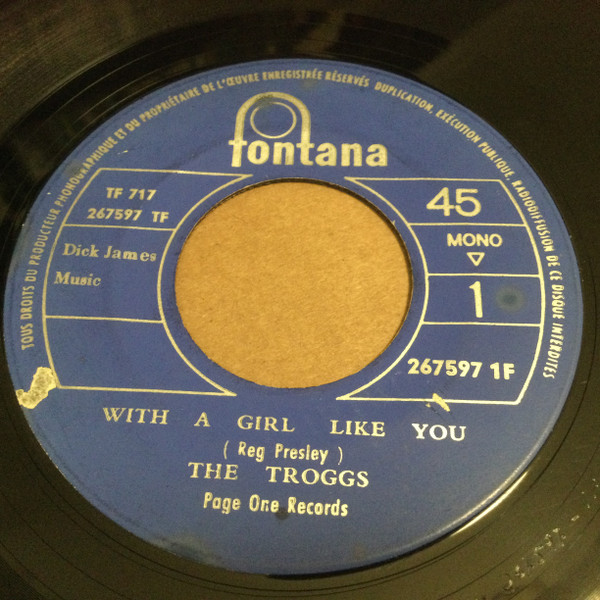 TOUS DROITS DU PRODUCTEUR PHONOGRAPHIQUE ET DU PROPRIÉTAIRE DE L'ŒUVRE ENREGISTRÉE RÉSERVÉS DUPLICATION, EXÉCUTION PUBLIQUE, RADIODIFFUSION DE CE DISQUE INTERDITES
fontana
TF 717
267597 TF
Dick James
Music
45
MONO
1
267597 1F
WITH A GIRL LIKE YOU
( Reg Presley )
THE TROGGS
Page One Records